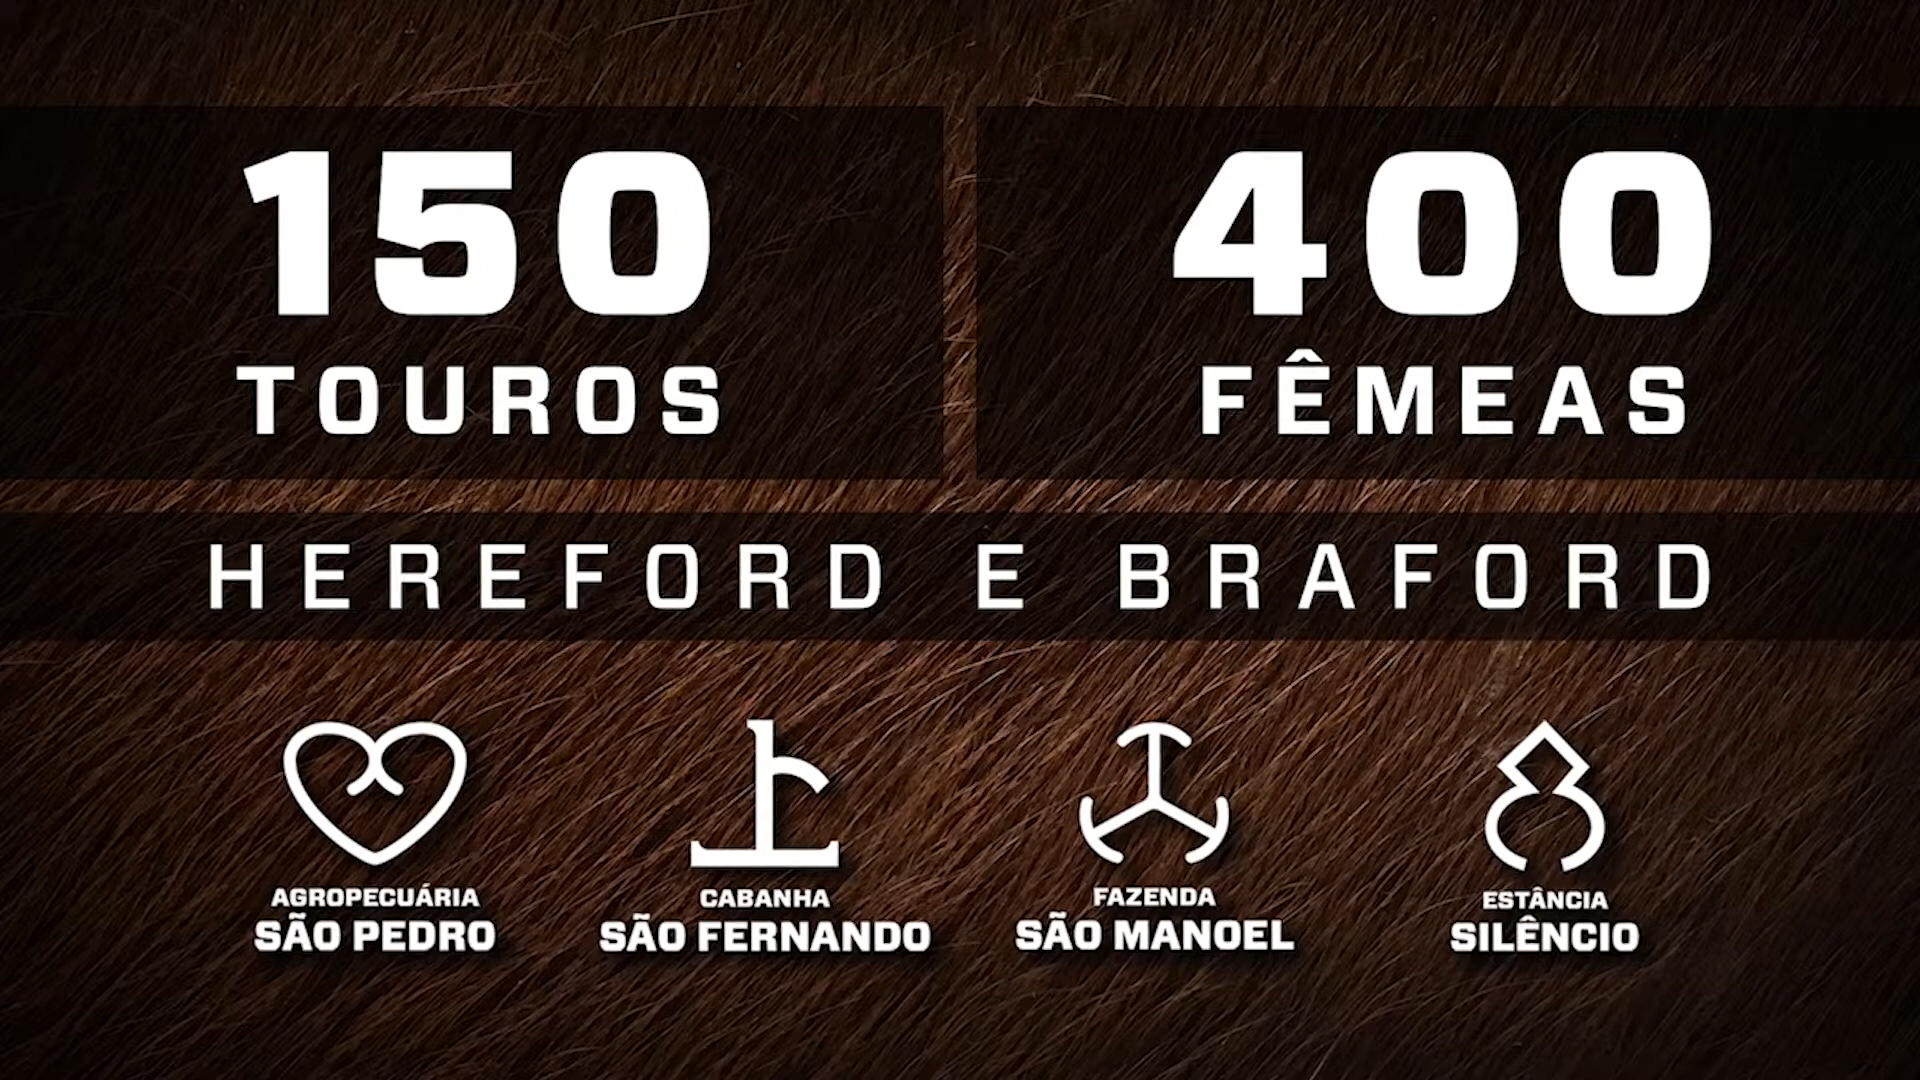 150
TOUROS
400
FÊMEAS
HEREFORD E BRAFORD
AGROPECUÁRIA
SÃO PEDRO
CABANHA
SÃO FERNANDO
FAZENDA
SÃO MANOEL
ESTÂNCIA
SILÊNCIO